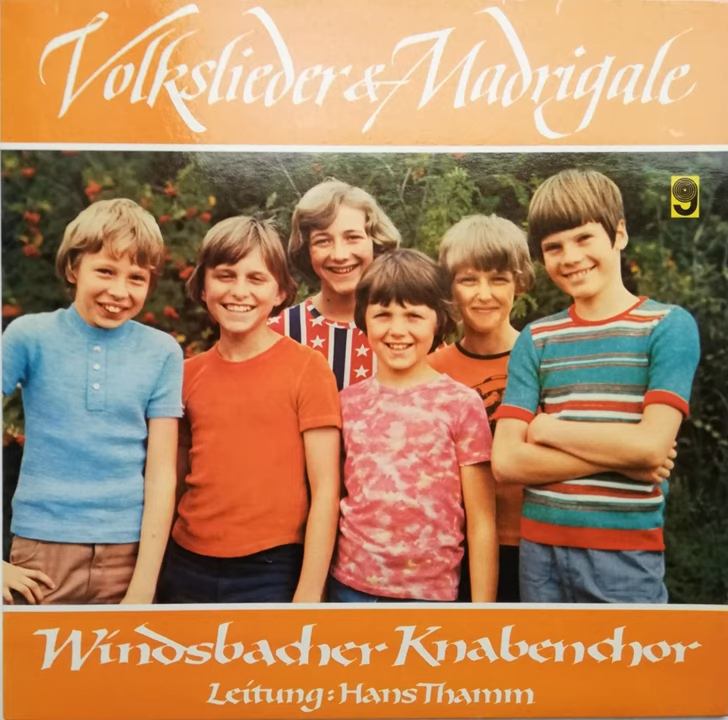 Volkslieder & Madrigale
g
Windsbacher Knabenchor
Leitung: Hans Thamm